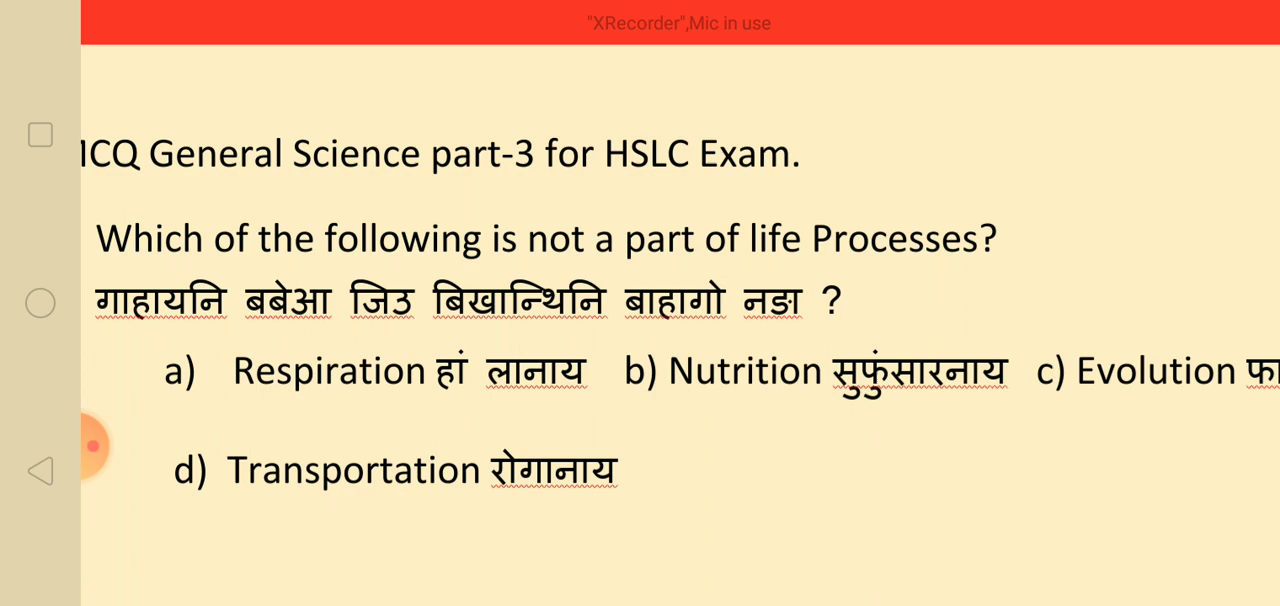 "XRecorder",Mic in use
CQ General Science part-3 for HSLC Exam.
Which of the following is not a part of life Processes?
गाहायनि बबेआ जिउ बिखान्थिनि बाहागो नङा ?
a) Respiration हां लानाय b) Nutrition सुफुंसारनाय c) Evolution
d) Transportation रोगानाय